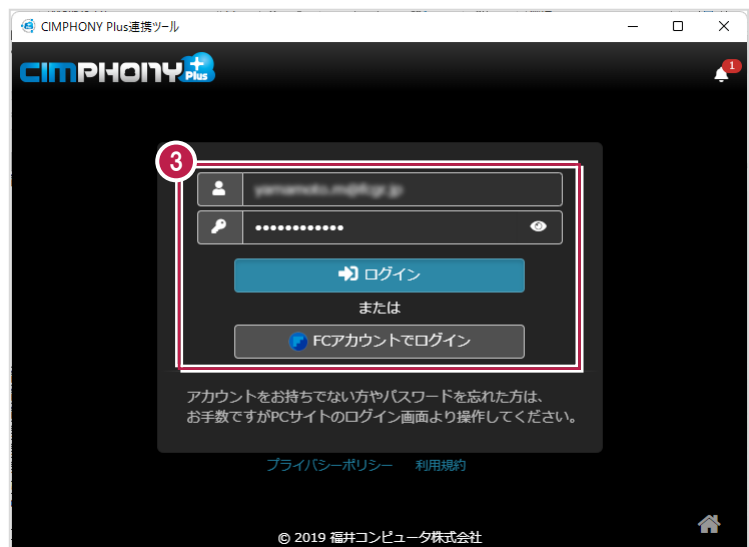 CIMPHONY Plus連携ツール
CIMPHONY Plus
1
3
ログイン
または
FCアカウントでログイン
アカウントをお持ちでない方やパスワードを忘れた方は、
お手数ですがPCサイトのログイン画面より操作してください。
プライバシーポリシー 利用規約
© 2019 福井コンピュータ株式会社